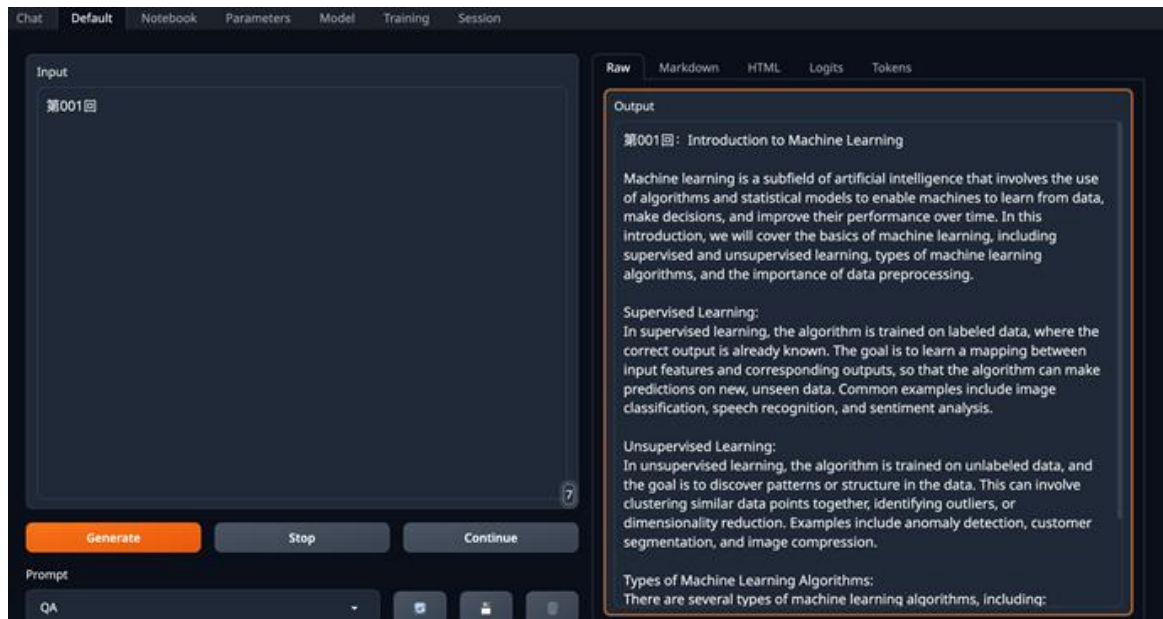 Chat Default Notebook Parameters Model Training Session
Input
第001回
7
Generate Stop Continue
Prompt
QA
Raw Markdown HTML Logits Tokens
Output
第001回：Introduction to Machine Learning
Machine learning is a subfield of artificial intelligence that involves the use
of algorithms and statistical models to enable machines to learn from data,
make decisions, and improve their performance over time. In this
introduction, we will cover the basics of machine learning, including
supervised and unsupervised learning, types of machine learning
algorithms, and the importance of data preprocessing.
Supervised Learning:
In supervised learning, the algorithm is trained on labeled data, where the
correct output is already known. The goal is to learn a mapping between
input features and corresponding outputs, so that the algorithm can make
predictions on new, unseen data. Common examples include image
classification, speech recognition, and sentiment analysis.
Unsupervised Learning:
In unsupervised learning, the algorithm is trained on unlabeled data, and
the goal is to discover patterns or structure in the data. This can involve
clustering similar data points together, identifying outliers, or
dimensionality reduction. Examples include anomaly detection, customer
segmentation, and image compression.
Types of Machine Learning Algorithms:
There are several types of machine learning algorithms, including: